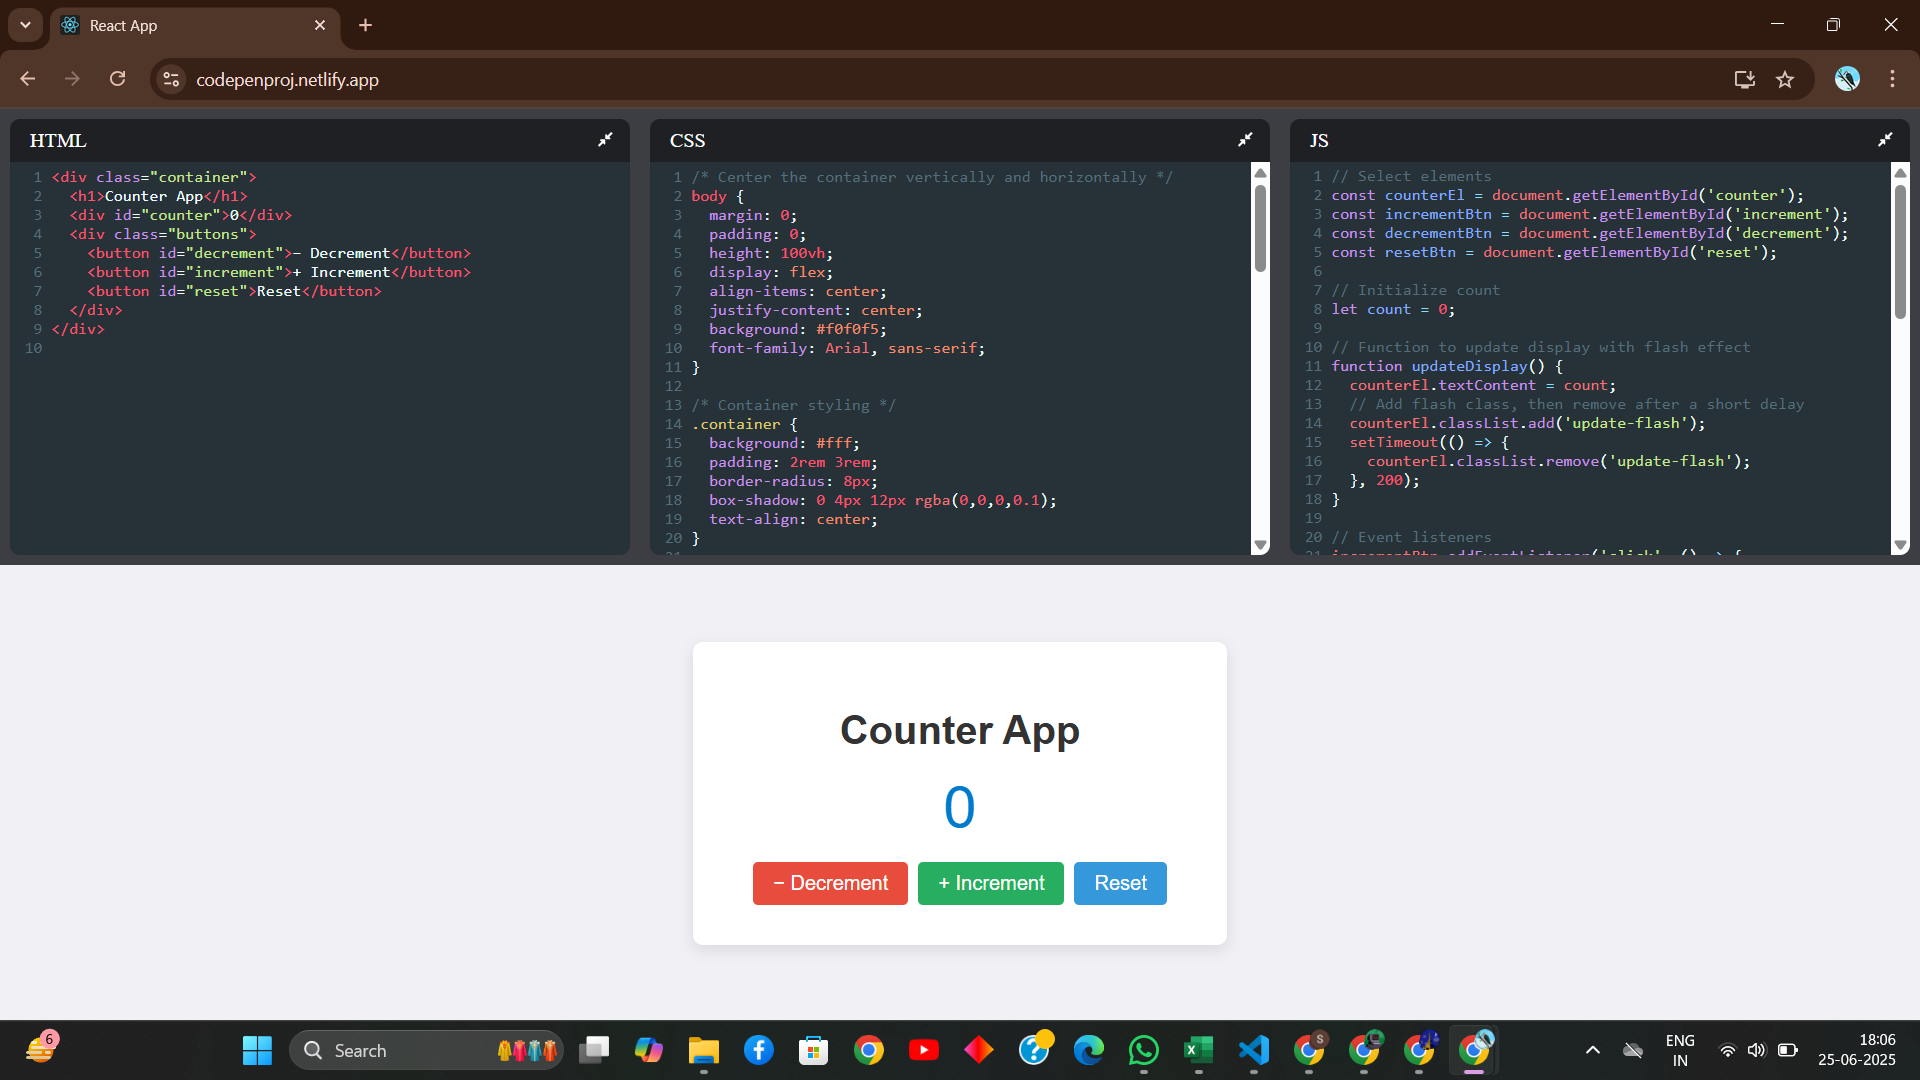 React App
codepenproj.netlify.app
HTML
1 <div class="container">
2 <h1>Counter App</h1>
3 <div id="counter">0</div>
4 <div class="buttons">
5 <button id="decrement">− Decrement</button>
6 <button id="increment">+ Increment</button>
7 <button id="reset">Reset</button>
8 </div>
9 </div>
10
CSS
1 /* Center the container vertically and horizontally */
2 body {
3 margin: 0;
4 padding: 0;
5 height: 100vh;
6 display: flex;
7 align-items: center;
8 justify-content: center;
9 background: #f0f0f5;
10 font-family: Arial, sans-serif;
11 }
12
13 /* Container styling */
14 .container {
15 background: #fff;
16 padding: 2rem 3rem;
17 border-radius: 8px;
18 box-shadow: 0 4px 12px rgba(0,0,0,0.1);
19 text-align: center;
20 }
21
JS
1 // Select elements
2 const counterEl = document.getElementById('counter');
3 const incrementBtn = document.getElementById('increment');
4 const decrementBtn = document.getElementById('decrement');
5 const resetBtn = document.getElementById('reset');
6
7 // Initialize count
8 let count = 0;
9
10 // Function to update display with flash effect
11 function updateDisplay() {
12 counterEl.textContent = count;
13 // Add flash class, then remove after a short delay
14 counterEl.classList.add('update-flash');
15 setTimeout(() => {
16 counterEl.classList.remove('update-flash');
17 }, 200);
18 }
19
20 // Event listeners
21 incrementBtn.addEventListener('click', () => {
Counter App
0
− Decrement
+ Increment
Reset
6
Search
S
ENG
IN
18:06
25-06-2025